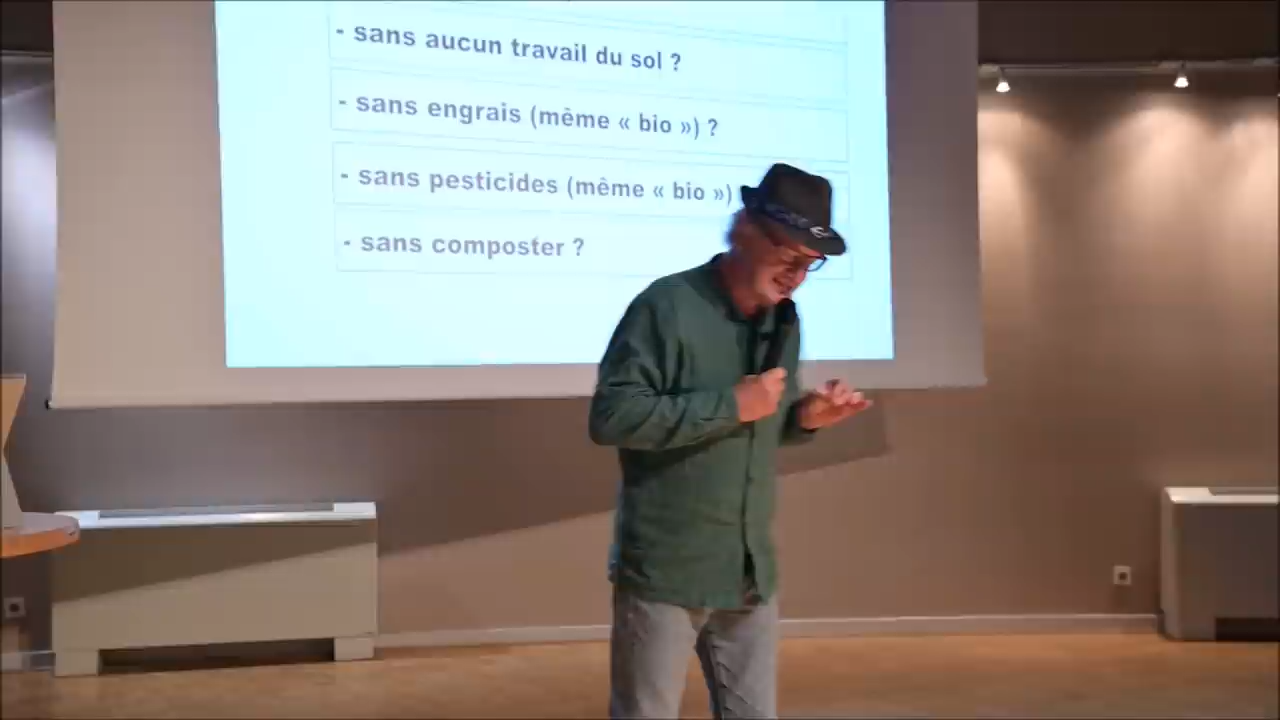 - sans aucun travail du sol ?
- sans engrais (même « bio ») ?
- sans pesticides (même « bio »)
- sans composter ?